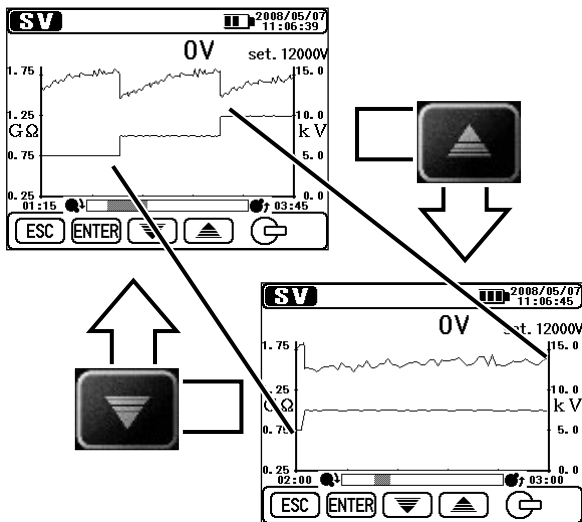 SV 2008/05/07
11:06:39
0V set. 12000V
1.75 15.0
1.25 10.0
GΩ kV
0.75 5.0
0.25 0.0
01:15 03:45
ESC ENTER
SV 2008/05/07
11:06:45
0V set. 12000V
1.75 15.0
.25 10.0
GΩ kV
0.75 5.0
0.25 0.0
02:00 03:00
ESC ENTER